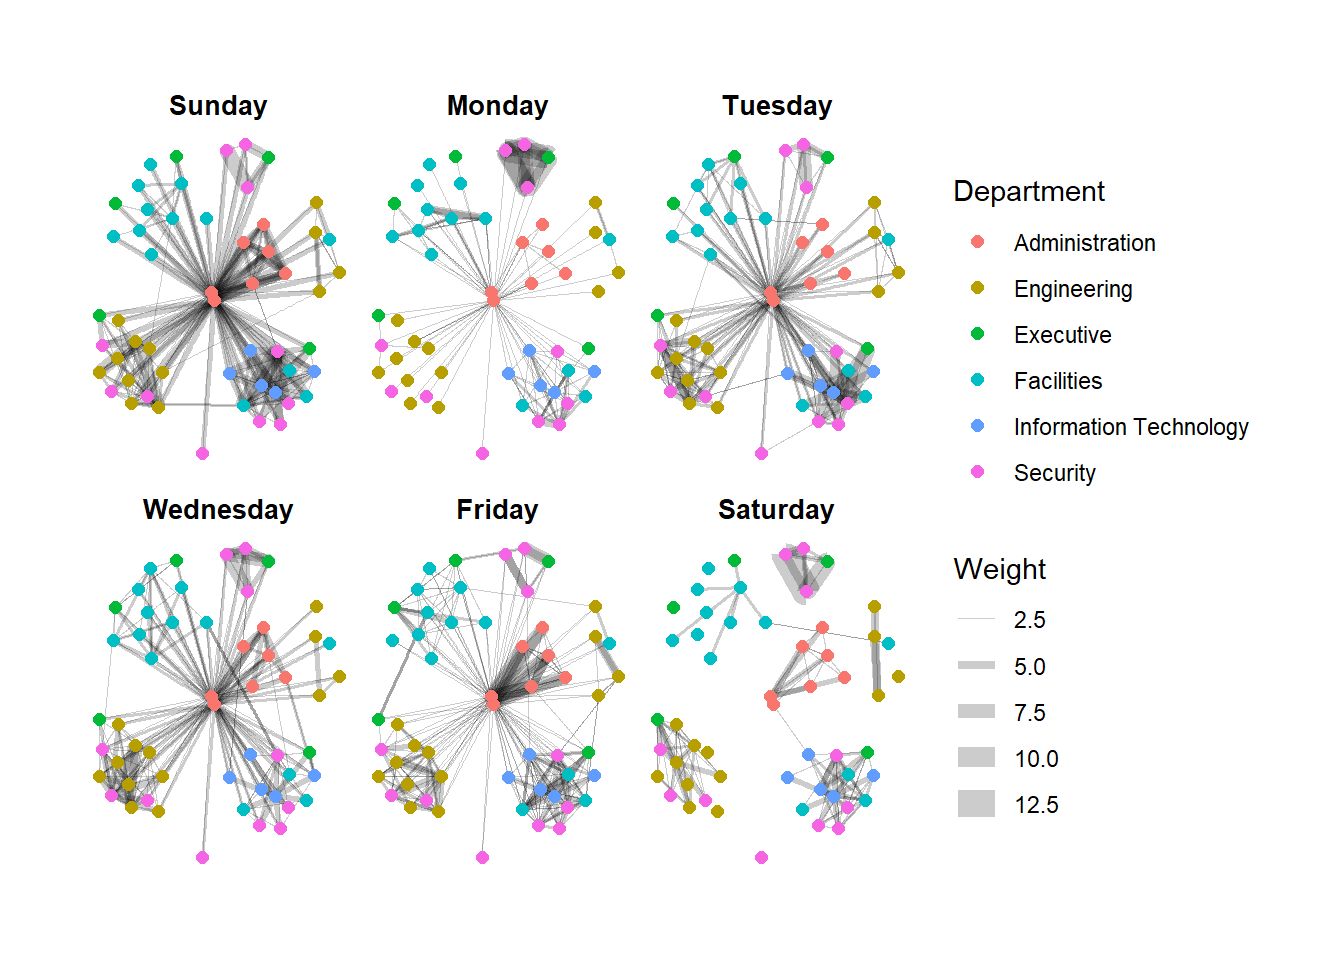 Sunday
Monday
Tuesday
Wednesday
Friday
Saturday
Department
Administration
Engineering
Executive
Facilities
Information Technology
Security
Weight
2.5
5.0
7.5
10.0
12.5